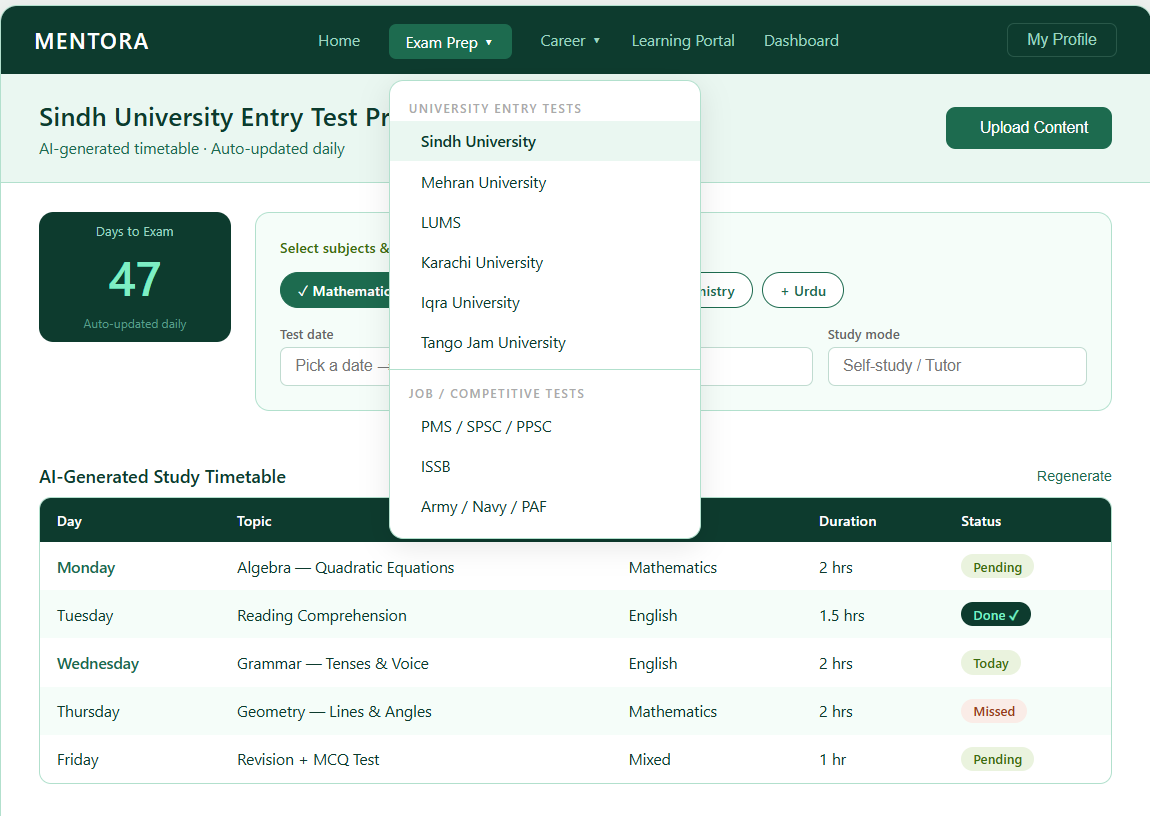 MENTORA
Home
Exam Prep ▼
Career ▼
Learning Portal
Dashboard
My Profile
Sindh University Entry Test Pr
AI-generated timetable · Auto-updated daily
Upload Content
UNIVERSITY ENTRY TESTS
Sindh University
Mehran University
LUMS
Karachi University
Iqra University
Tango Jam University
JOB / COMPETITIVE TESTS
PMS / SPSC / PPSC
ISSB
Army / Navy / PAF
Days to Exam
47
Auto-updated daily
Select subjects &
✓ Mathematic
nistry
+ Urdu
Test date
Pick a date —
Study mode
Self-study / Tutor
AI-Generated Study Timetable
Regenerate
Day Topic Duration Status
Monday Algebra — Quadratic Equations Mathematics 2 hrs Pending
Tuesday Reading Comprehension English 1.5 hrs Done ✓
Wednesday Grammar — Tenses & Voice English 2 hrs Today
Thursday Geometry — Lines & Angles Mathematics 2 hrs Missed
Friday Revision + MCQ Test Mixed 1 hr Pending